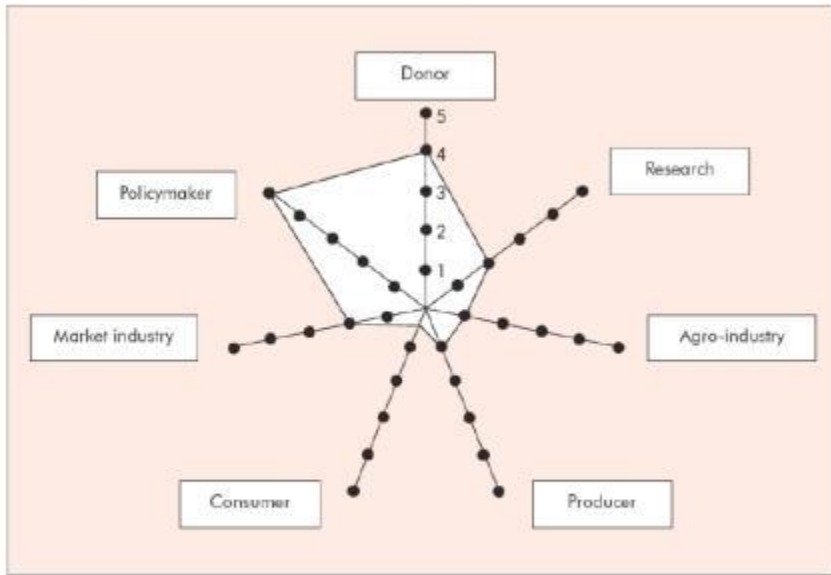 Donor
5
4
3
2
1
Research
Policymaker
Market industry
Agro-industry
Consumer
Producer